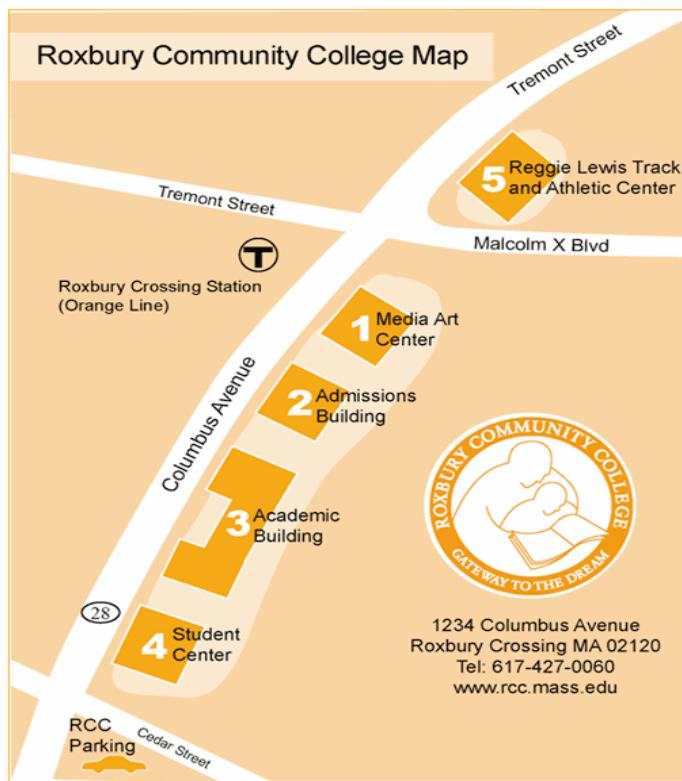 Roxbury Community College Map
Tremont Street
5
Reggie Lewis Track
and Athletic Center
Tremont Street
Malcolm X Blvd
T
Roxbury Crossing Station
(Orange Line)
1
Media Art
Center
2
Admissions
Building
Columbus Avenue
3
Academic
Building
ROXBURY COMMUNITY COLLEGE
GATEWAY TO THE DREAM
28
4
Student
Center
1234 Columbus Avenue
Roxbury Crossing MA 02120
Tel: 617-427-0060
www.rcc.mass.edu
RCC
Parking
Cedar Street